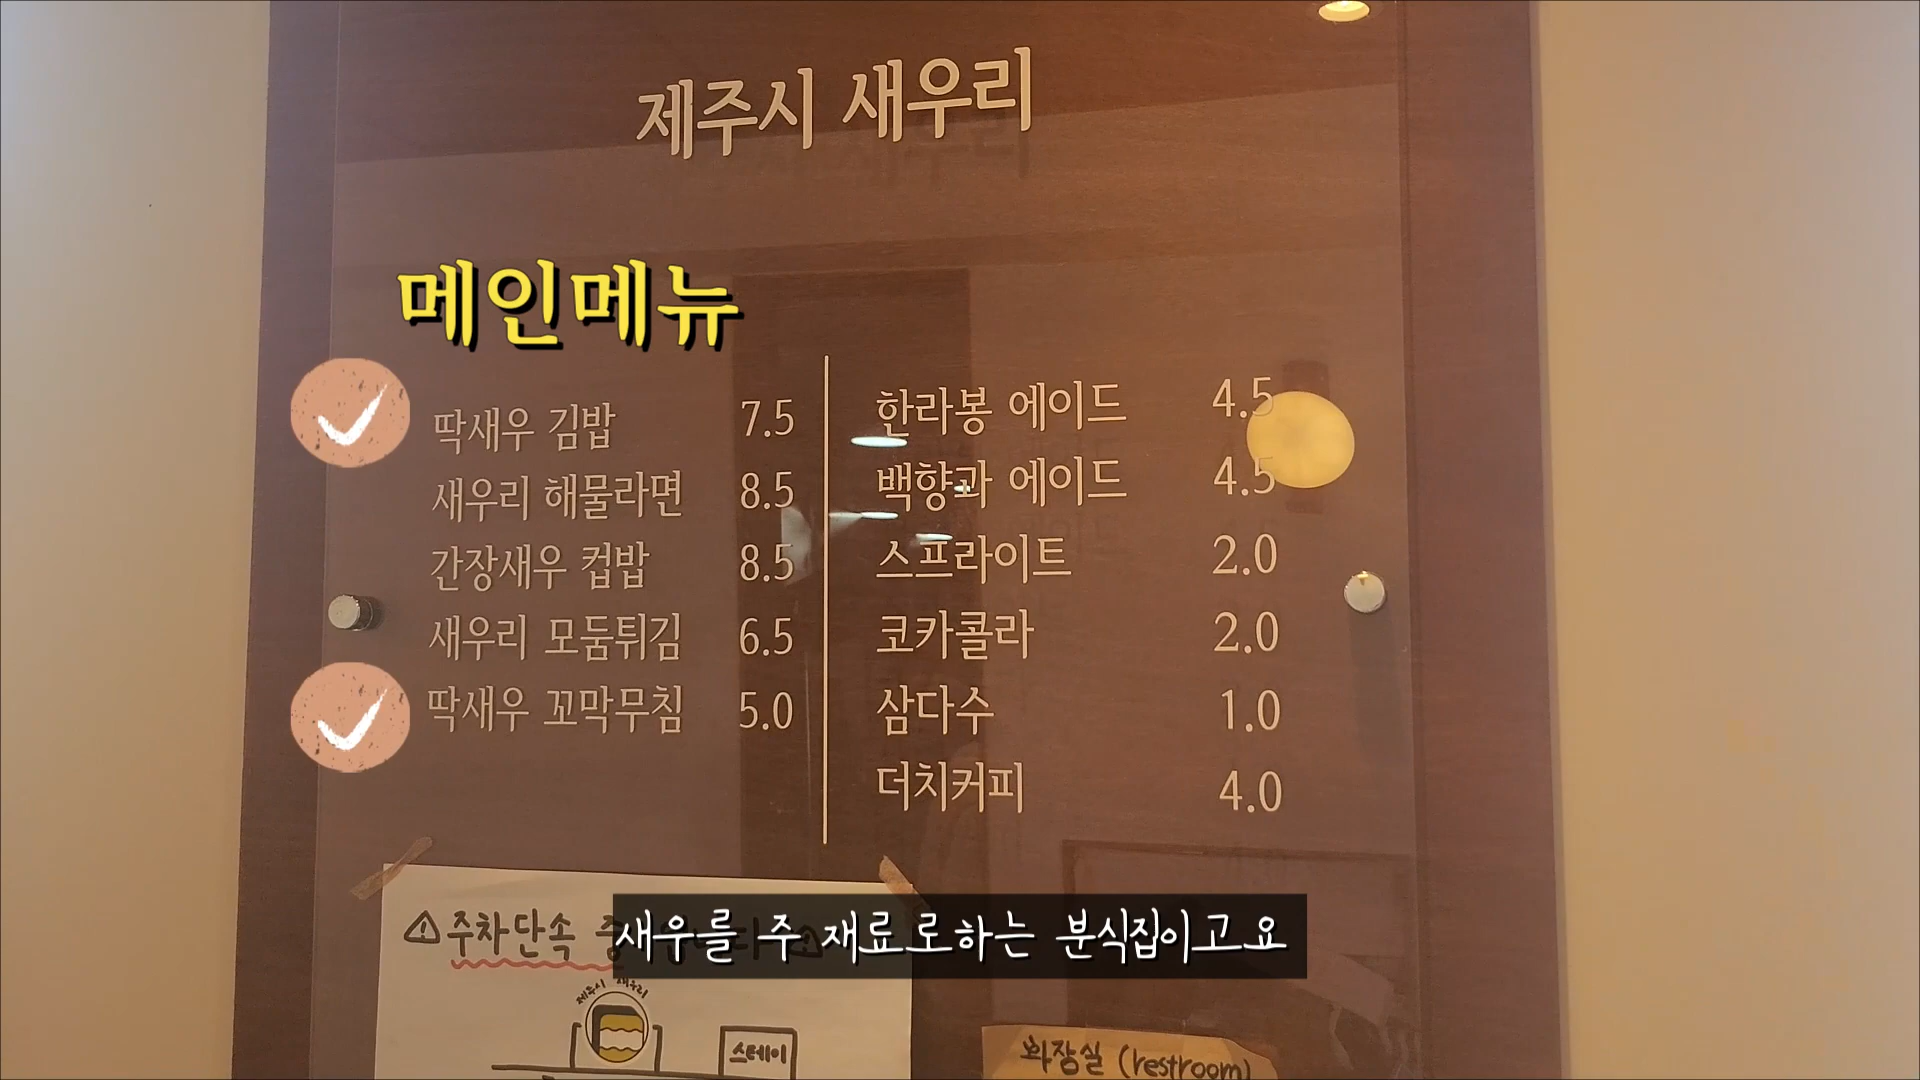 제주시 새우리
메인메뉴
딱새우 김밥 7.5
새우리 해물라면 8.5
간장새우 컵밥 8.5
새우리 모둠튀김 6.5
딱새우 꼬막무침 5.0
한라봉 에이드 4.5
백향과 에이드 4.5
스프라이트 2.0
코카콜라 2.0
삼다수 1.0
더치커피 4.0
주차단속
새우를 주 재료로하는 분식집이고요
제주시 새우리
스테이
화장실 (restroom)